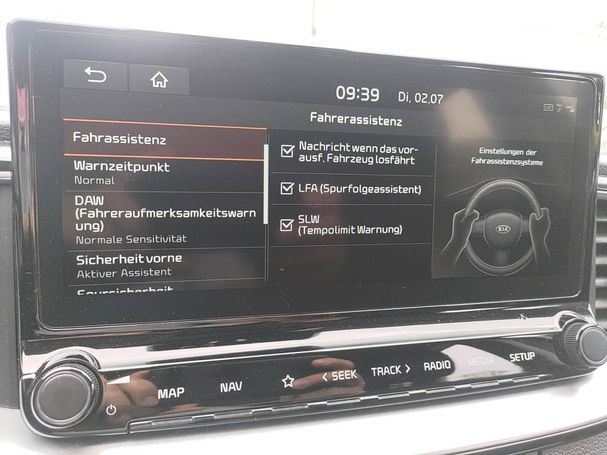 09:39 Di, 02.07
Fahrerassistenz
Fahrassistenz
Warnzeitpunkt
Normal
DAW
(Fahreraufmerksamkeitswarn
ung)
Normale Sensitivität
Sicherheit vorne
Aktiver Assistent
Spursicherheit
Nachricht wenn das vor-
ausf. Fahrzeug losfährt
LFA (Spurfolgeassistent)
SLW
(Tempolimit Warnung)
Einstellungen der
Fahrassistenzsysteme
KIA
MAP NAV < SEEK TRACK > RADIO MEDIA SETUP